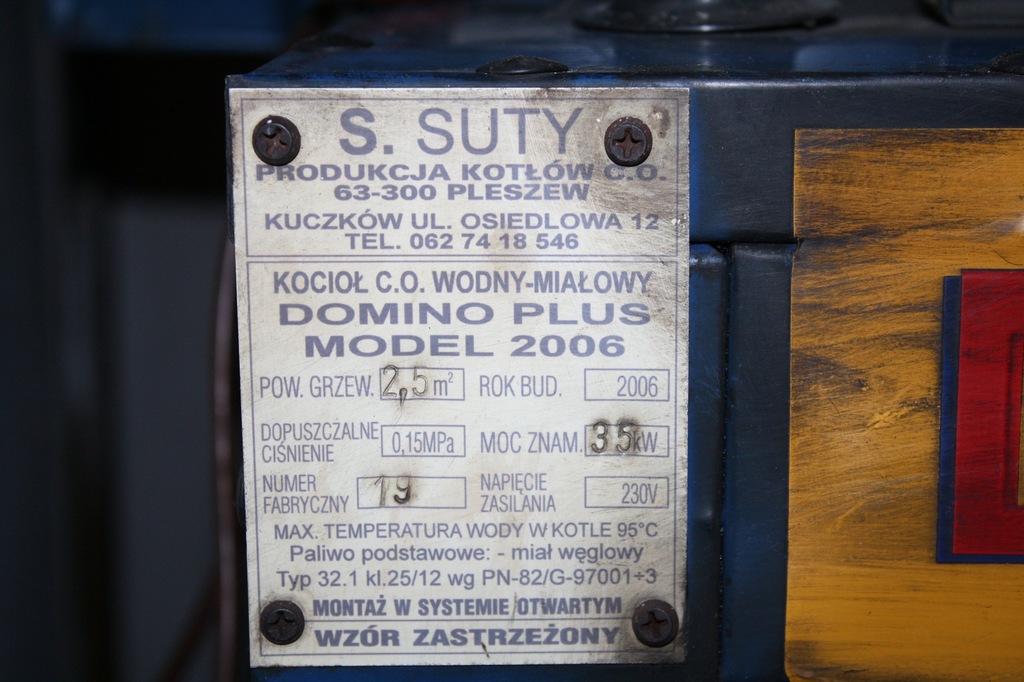 S. SUTY
PRODUKCJA KOTŁÓW C.O.
63-300 PLESZEW
KUCZKÓW UL. OSIEDLOWA 12
TEL. 062 74 18 546
KOCIOŁ C.O. WODNY-MIAŁOWY
DOMINO PLUS
MODEL 2006
POW. GRZEW. 2,5 m² ROK BUD. 2006
DOPUSZCZALNE CIŚNIENIE 0,15MPa MOC ZNAM. 35kW
NUMER FABRYCZNY 19 NAPIĘCIE ZASILANIA 230V
MAX. TEMPERATURA WODY W KOTLE 95°C
Paliwo podstawowe: - miał węglowy
Typ 32.1 kl.25/12 wg PN-82/G-97001÷3
MONTAŻ W SYSTEMIE OTWARTYM
WZÓR ZASTRZEŻONY